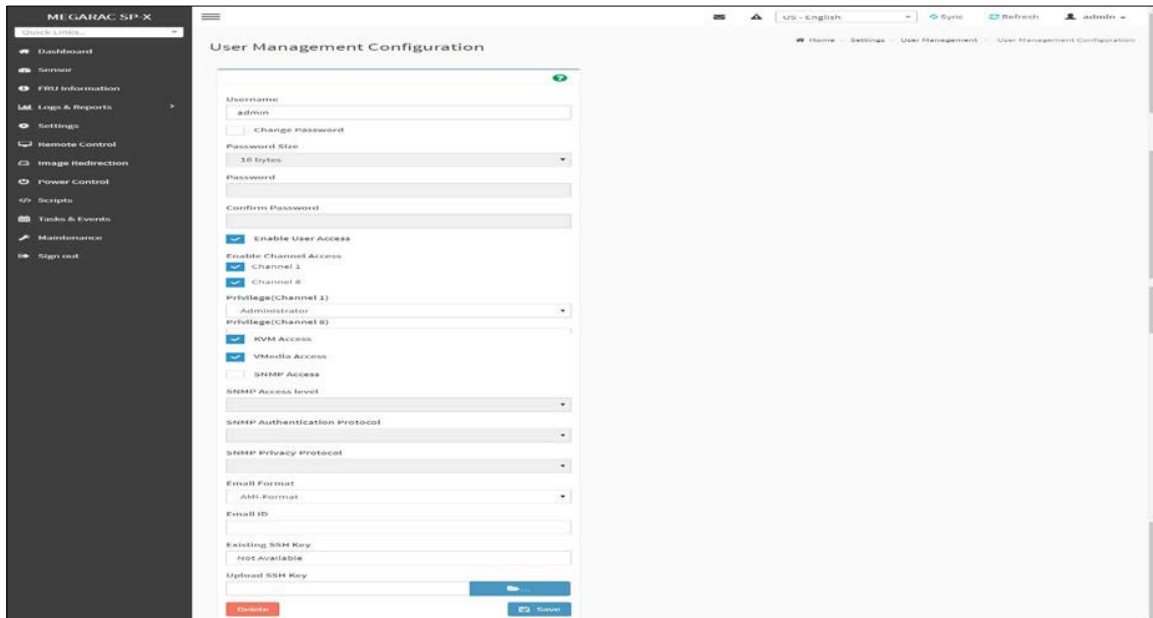 MEGARAC SP-X
Quick Links...
Dashboard
Sensor
FRU Information
Logs & Reports
Settings
Remote Control
Image Redirection
Power Control
Scripts
Tasks & Events
Maintenance
Sign out
US - English
Sync
Refresh
admin
User Management Configuration
Home
Settings
User Management
User Management Configuration
Username
admin
Change Password
Password Size
16 bytes
Password
Confirm Password
Enable User Access
Enable Channel Access
Channel 1
Channel 8
Privilege(Channel 1)
Administrator
Privilege(Channel 8)
KVM Access
VMedia Access
SNMP Access
SNMP Access level
SNMP Authentication Protocol
SNMP Privacy Protocol
Email Format
AMI-Format
Email ID
Existing SSH Key
Not Available
Upload SSH Key
...
Delete
Save